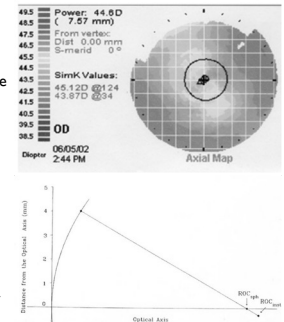 49.5
48.5
47.5
46.5
45.5
44.5
43.5
42.5
41.5
40.5
39.5
38.5
Diopter
Power: 44.6D
( 7.57 mm)
From vertex:
Dist 0.00 mm
S-merid 0°
SimK Values:
45.12D @124
43.87D @34
OD
06/05/02
2:44 PM
Axial Map
e
Distance from the Optical Axis (mm)
5
4
3
2
1
0
ROC sph.
ROC
Optical Axis